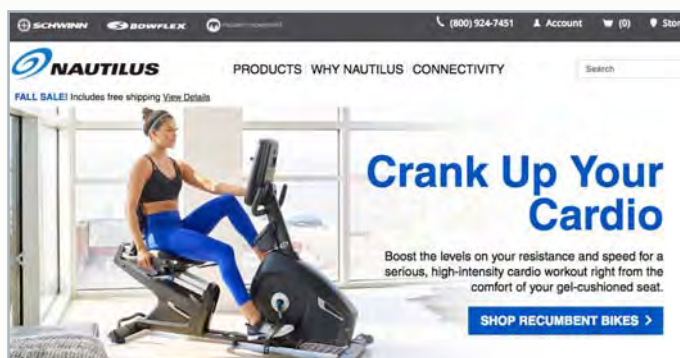 SCHWINN BOWFLEX
(800) 924-7451 Account (0) Stor
NAUTILUS
PRODUCTS WHY NAUTILUS CONNECTIVITY
Search
FALL SALE! Includes free shipping View Details
Crank Up Your
Cardio
Boost the levels on your resistance and speed for a
serious, high-intensity cardio workout right from the
comfort of your gel-cushioned seat.
SHOP RECUMBENT BIKES >